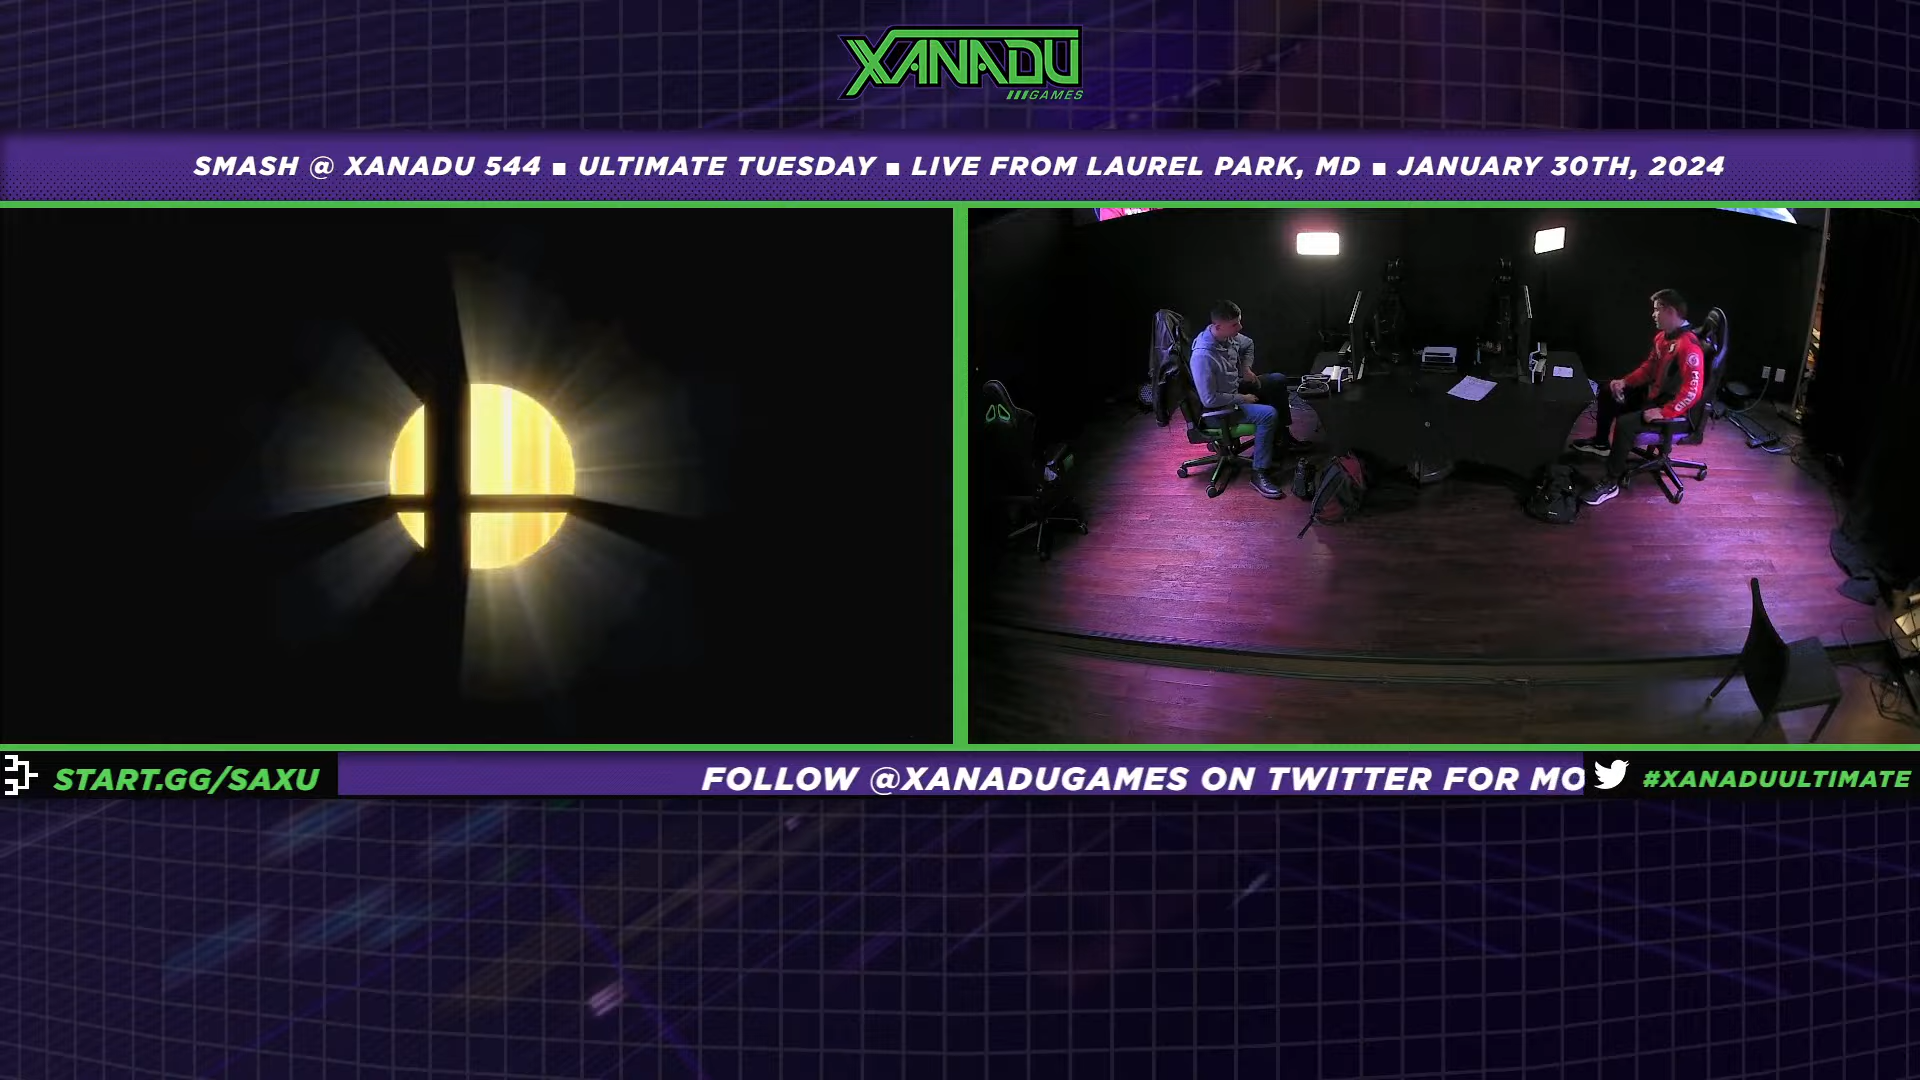 XANADU
GAMES
SMASH @ XANADU 544 ■ ULTIMATE TUESDAY ■ LIVE FROM LAUREL PARK, MD ■ JANUARY 30TH, 2024
START.GG/SAXU
FOLLOW @XANADUGAMES ON TWITTER FOR MO
#XANADUULTIMATE